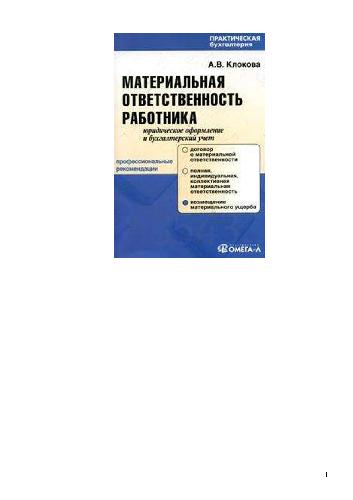 ПРАКТИЧЕСКАЯ
бухгалтерия
А.В. Клокова
МАТЕРИАЛЬНАЯ
ОТВЕТСТВЕННОСТЬ
РАБОТНИКА
юридическое оформление
и бухгалтерский учет
профессиональные
рекомендации
договор
о материальной
ответственности
полная,
индивидуальная,
коллективная
материальная
ответственность
возмещение
материального ущерба
ОМЕГА-Л